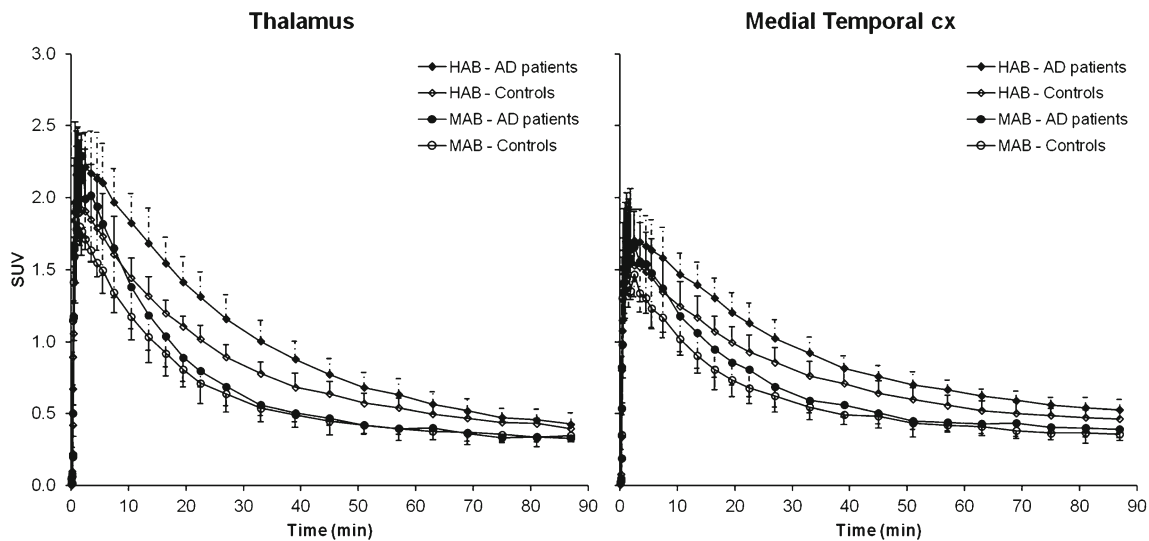 Thalamus
3.0
2.5
2.0
1.5
1.0
0.5
0.0
SUV
0 10 20 30 40 50 60 70 80 90
Time (min)
HAB - AD patients
HAB - Controls
MAB - AD patients
MAB - Controls
Medial Temporal cx
HAB - AD patients
HAB - Controls
MAB - AD patients
MAB - Controls
0 10 20 30 40 50 60 70 80 90
Time (min)